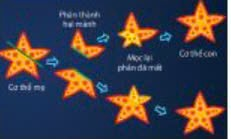 Phân thành
hai mảnh
Mọc lại
phần đã mất
Cơ thể con
Cơ thể mẹ